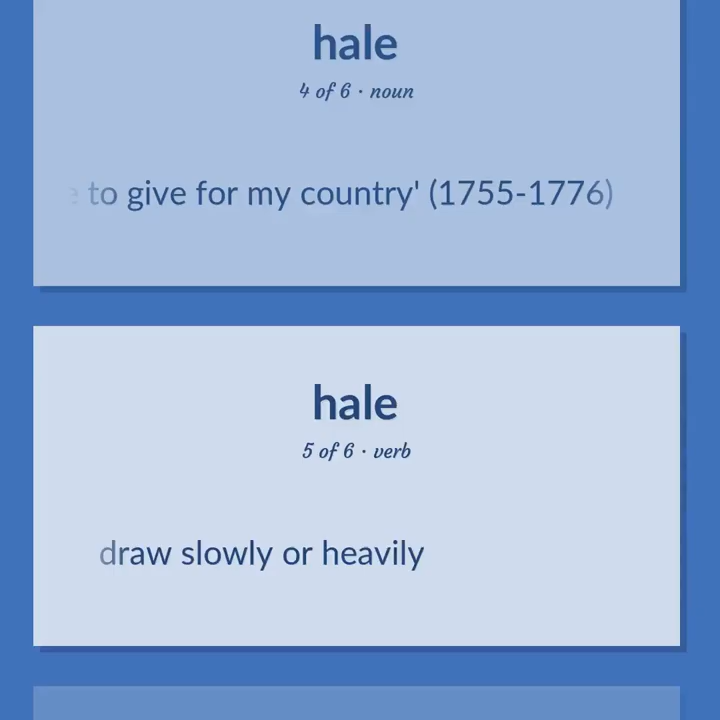 hale
4 of 6 · noun
to give for my country' (1755-1776)
hale
5 of 6 · verb
draw slowly or heavily